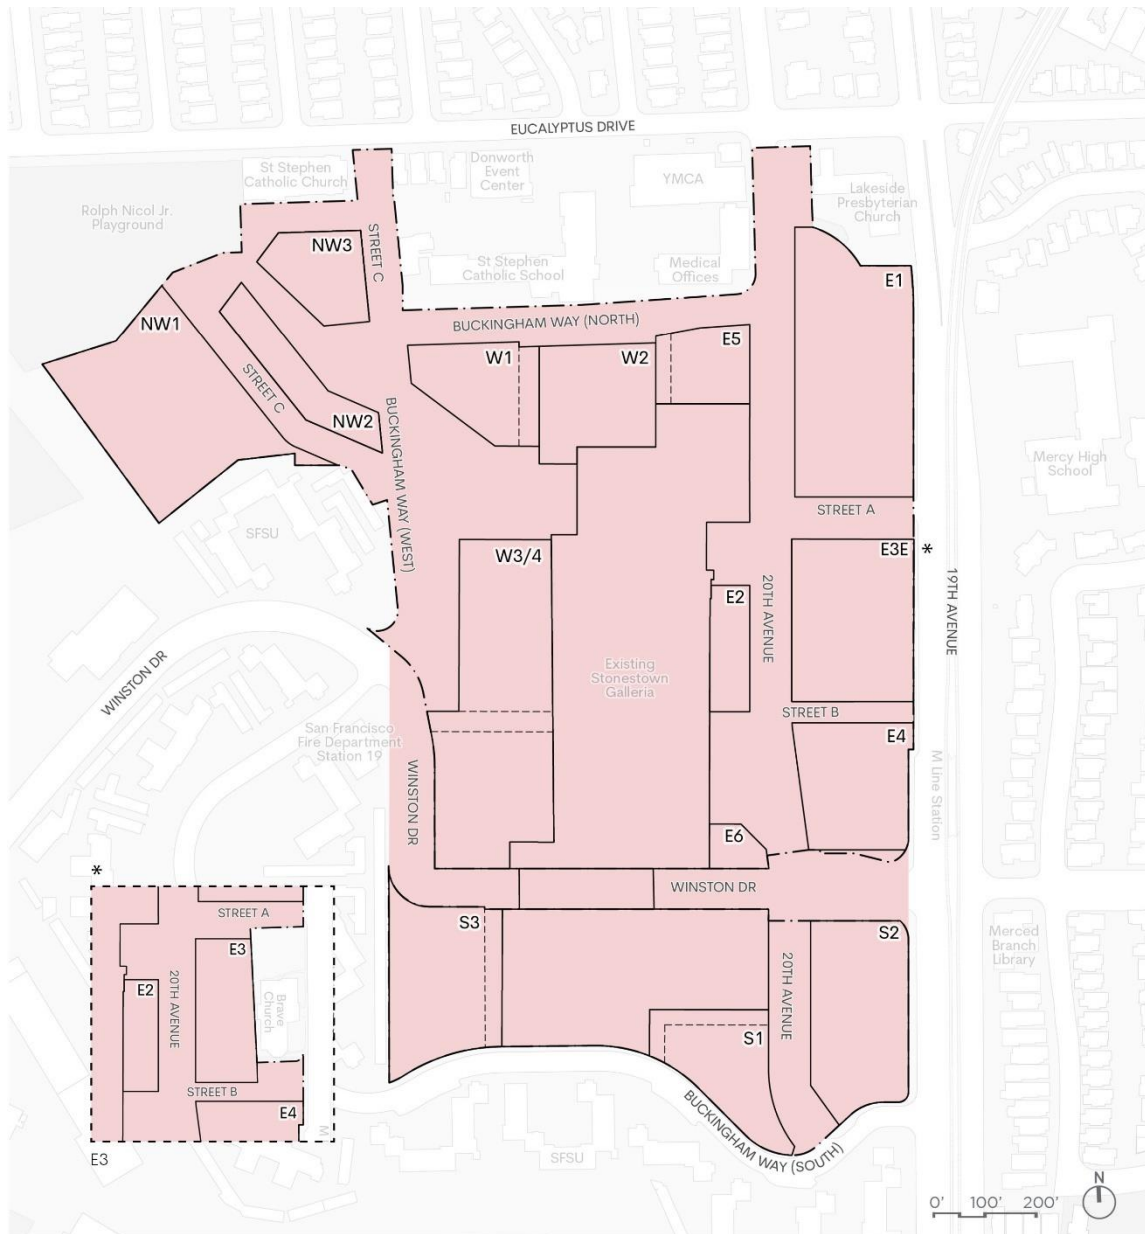 EUCALYPTUS DRIVE
St Stephen
Catholic Church
Donworth
Event
Center
YMCA
Lakeside
Presbyterian
Church
Rolph Nicol Jr.
Playground
NW3
STREET C
St Stephen
Catholic School
Medical
Offices
E1
NW1
BUCKINGHAM WAY (NORTH)
W1
W2
E5
STREET C
NW2
BUCKINGHAM WAY (WEST)
Mercy High
School
SFSU
STREET A
W3/4
E3E
*
E2
20TH AVENUE
19TH AVENUE
WINSTON DR
Existing
Stonestown
Galleria
STREET B
San Francisco
Fire Department
Station 19
E4
M Line Station
WINSTON DR
E6
*
WINSTON DR
STREET A
S3
S2
E3
Merced
Branch
Library
E2
20TH AVENUE
Brave
Church
20TH AVENUE
S1
STREET B
E4
M
BUCKINGHAM WAY (SOUTH)
E3
SFSU
N
0' 100' 200'